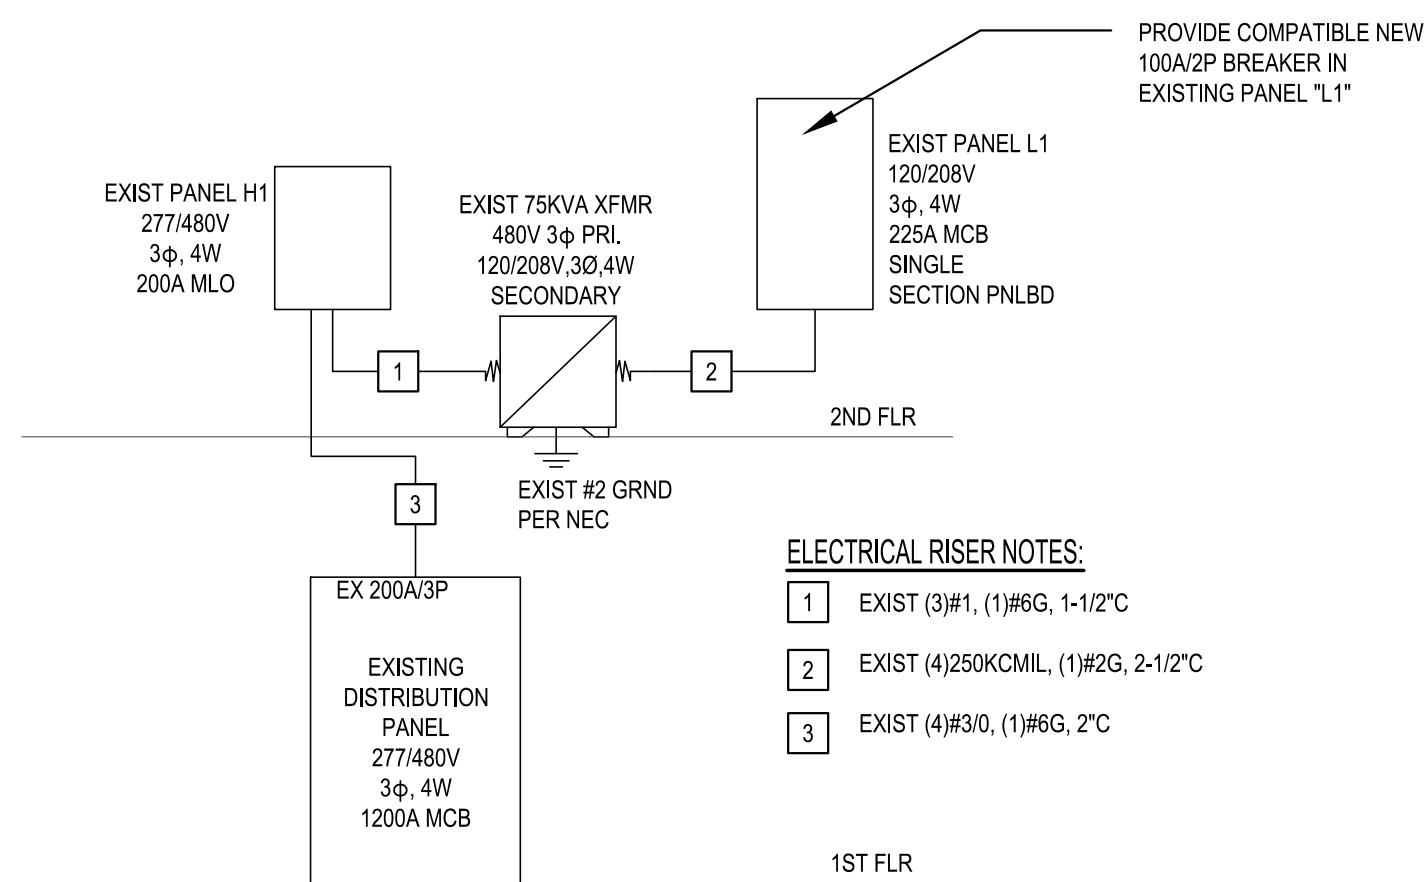 PROVIDE COMPATIBLE NEW
100A/2P BREAKER IN
EXISTING PANEL "L1"
EXIST PANEL L1
120/208V
3ϕ, 4W
225A MCB
SINGLE
SECTION PNLBD
EXIST PANEL H1
277/480V
3ϕ, 4W
200A MLO
EXIST 75KVA XFMR
480V 3ϕ PRI.
120/208V,3Ø,4W
SECONDARY
1
2
2ND FLR
3
EXIST #2 GRND
PER NEC
EX 200A/3P
EXISTING
DISTRIBUTION
PANEL
277/480V
3ϕ, 4W
1200A MCB
ELECTRICAL RISER NOTES:
1 EXIST (3)#1, (1)#6G, 1-1/2"C
2 EXIST (4)250KCMIL, (1)#2G, 2-1/2"C
3 EXIST (4)#3/0, (1)#6G, 2"C
1ST FLR